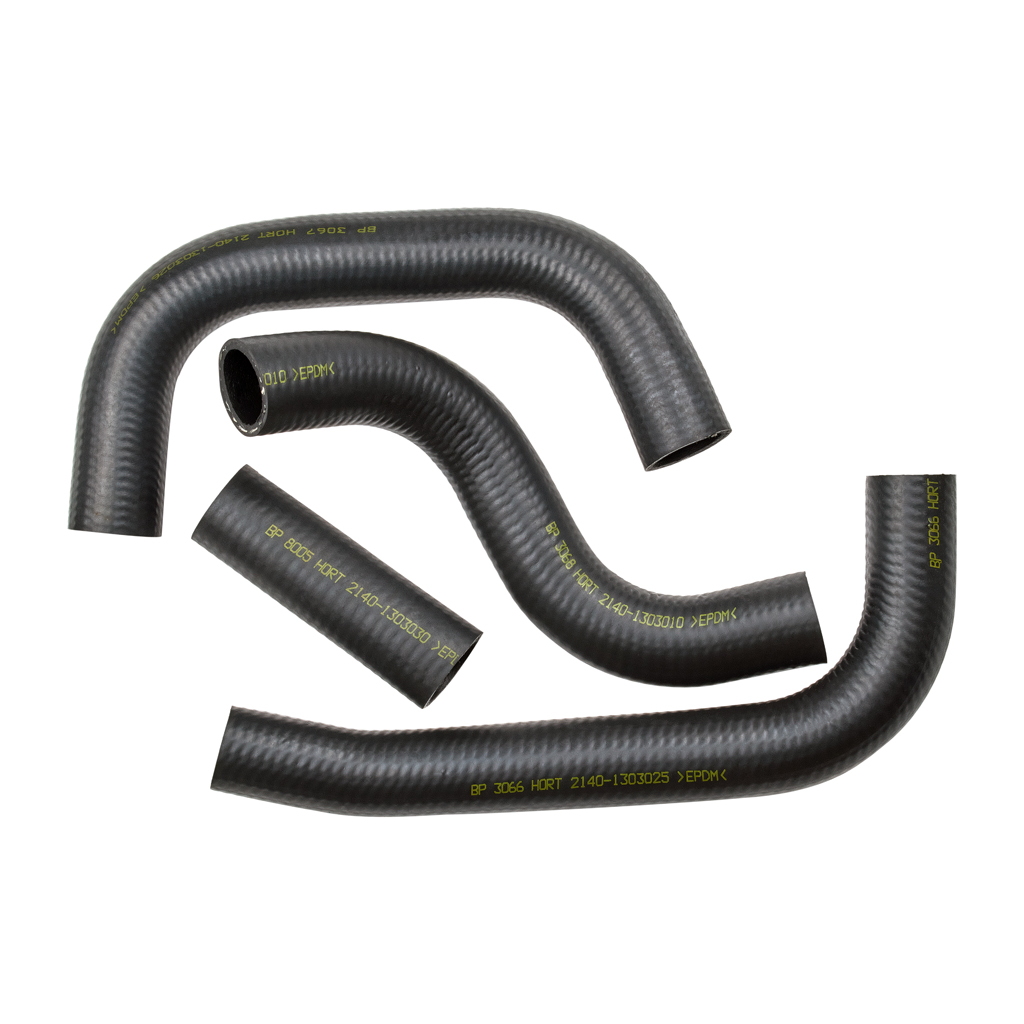 BP 3067 HORT 2140-1303026 >EPDM<
010 >EPDM<
BP 3068 HORT 2140-1303010 >EPDM<
BP 8005 HORT 2140-1303030 >EPD
BP 3066 HORT
BP 3066 HORT 2140-1303025 >EPDM<